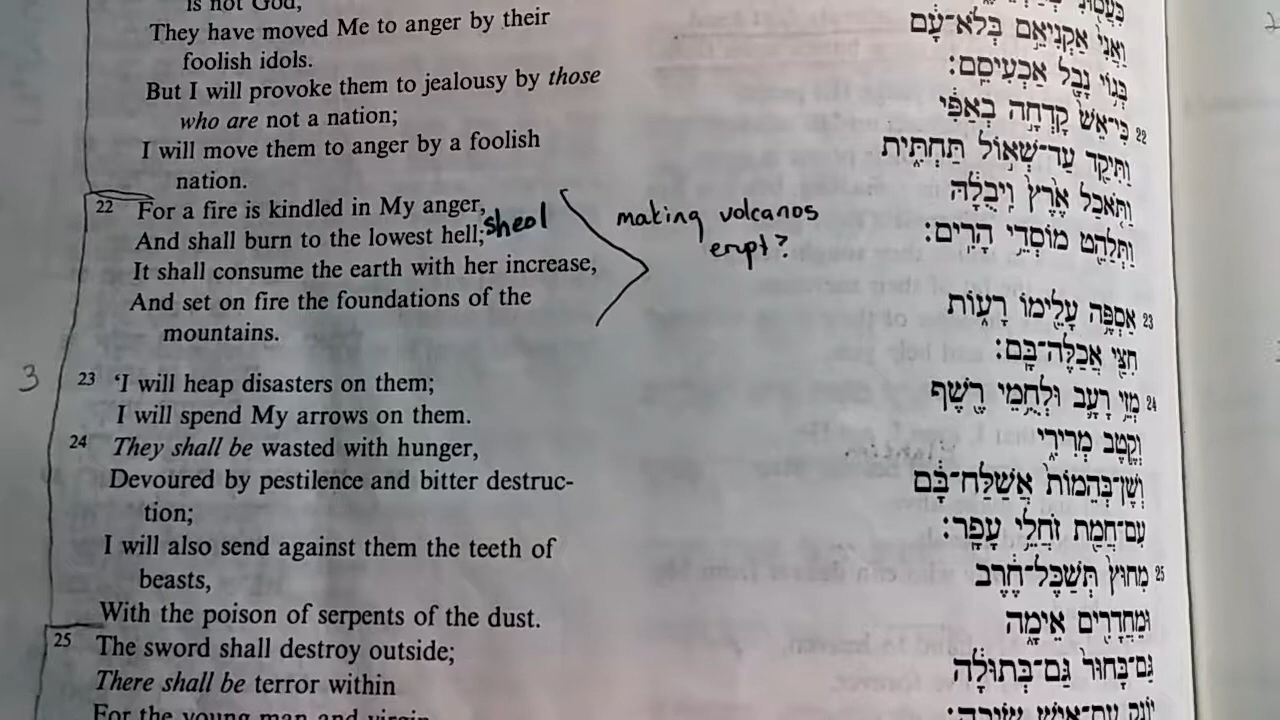 is not God;
They have moved Me to anger by their
foolish idols.
But I will provoke them to jealousy by those
who are not a nation;
I will move them to anger by a foolish
nation.
22 For a fire is kindled in My anger,
And shall burn to the lowest hell; sheol
It shall consume the earth with her increase,
And set on fire the foundations of the
mountains.
making volcanos
erupt?
3
23 ‘I will heap disasters on them;
I will spend My arrows on them.
24 They shall be wasted with hunger,
Devoured by pestilence and bitter destruc-
tion;
I will also send against them the teeth of
beasts,
With the poison of serpents of the dust.
25 The sword shall destroy outside;
There shall be terror within
For the young man and virgin
וַאֲנִי֙ אַקְנִיאֵ֣ם בְּלֹא־עָ֔ם
בְּג֥וֹי נָבָ֖ל אַכְעִיסֵֽם׃
22 כִּי־אֵשׁ֙ קָדְחָ֣ה בְאַפִּ֔י
וַתִּיקַ֖ד עַד־שְׁא֣וֹל תַּחְתִּ֑ית
וַתֹּ֤אכַל אֶ֙רֶץ֙ וִֽיבֻלָ֔הּ
וַתְּלַהֵ֖ט מוֹסְדֵ֥י הָרִֽים׃
23 אַסְפֶּ֥ה עָלֵ֖ימוֹ רָע֑וֹת
חִצַּ֖י אֲכַלֶּה־בָּֽם׃
24 מְזֵ֥י רָעָ֛ב וּלְחֻ֥מֵי רֶ֖שֶׁף
וְקֶ֣טֶב מְרִירִ֑י
וְשֶׁן־בְּהֵמוֹת֙ אֲשַׁלַּח־בָּ֔ם
עִם־חֲמַ֖ת זֹחֲלֵ֥י עָפָֽר׃
25 מִחוּץ֙ תְּשַׁכֶּל־חֶ֔רֶב
וּמֵחֲדָרִ֖ים אֵימָ֑ה
גַּם־בָּחוּר֙ גַּם־בְּתוּלָ֔ה